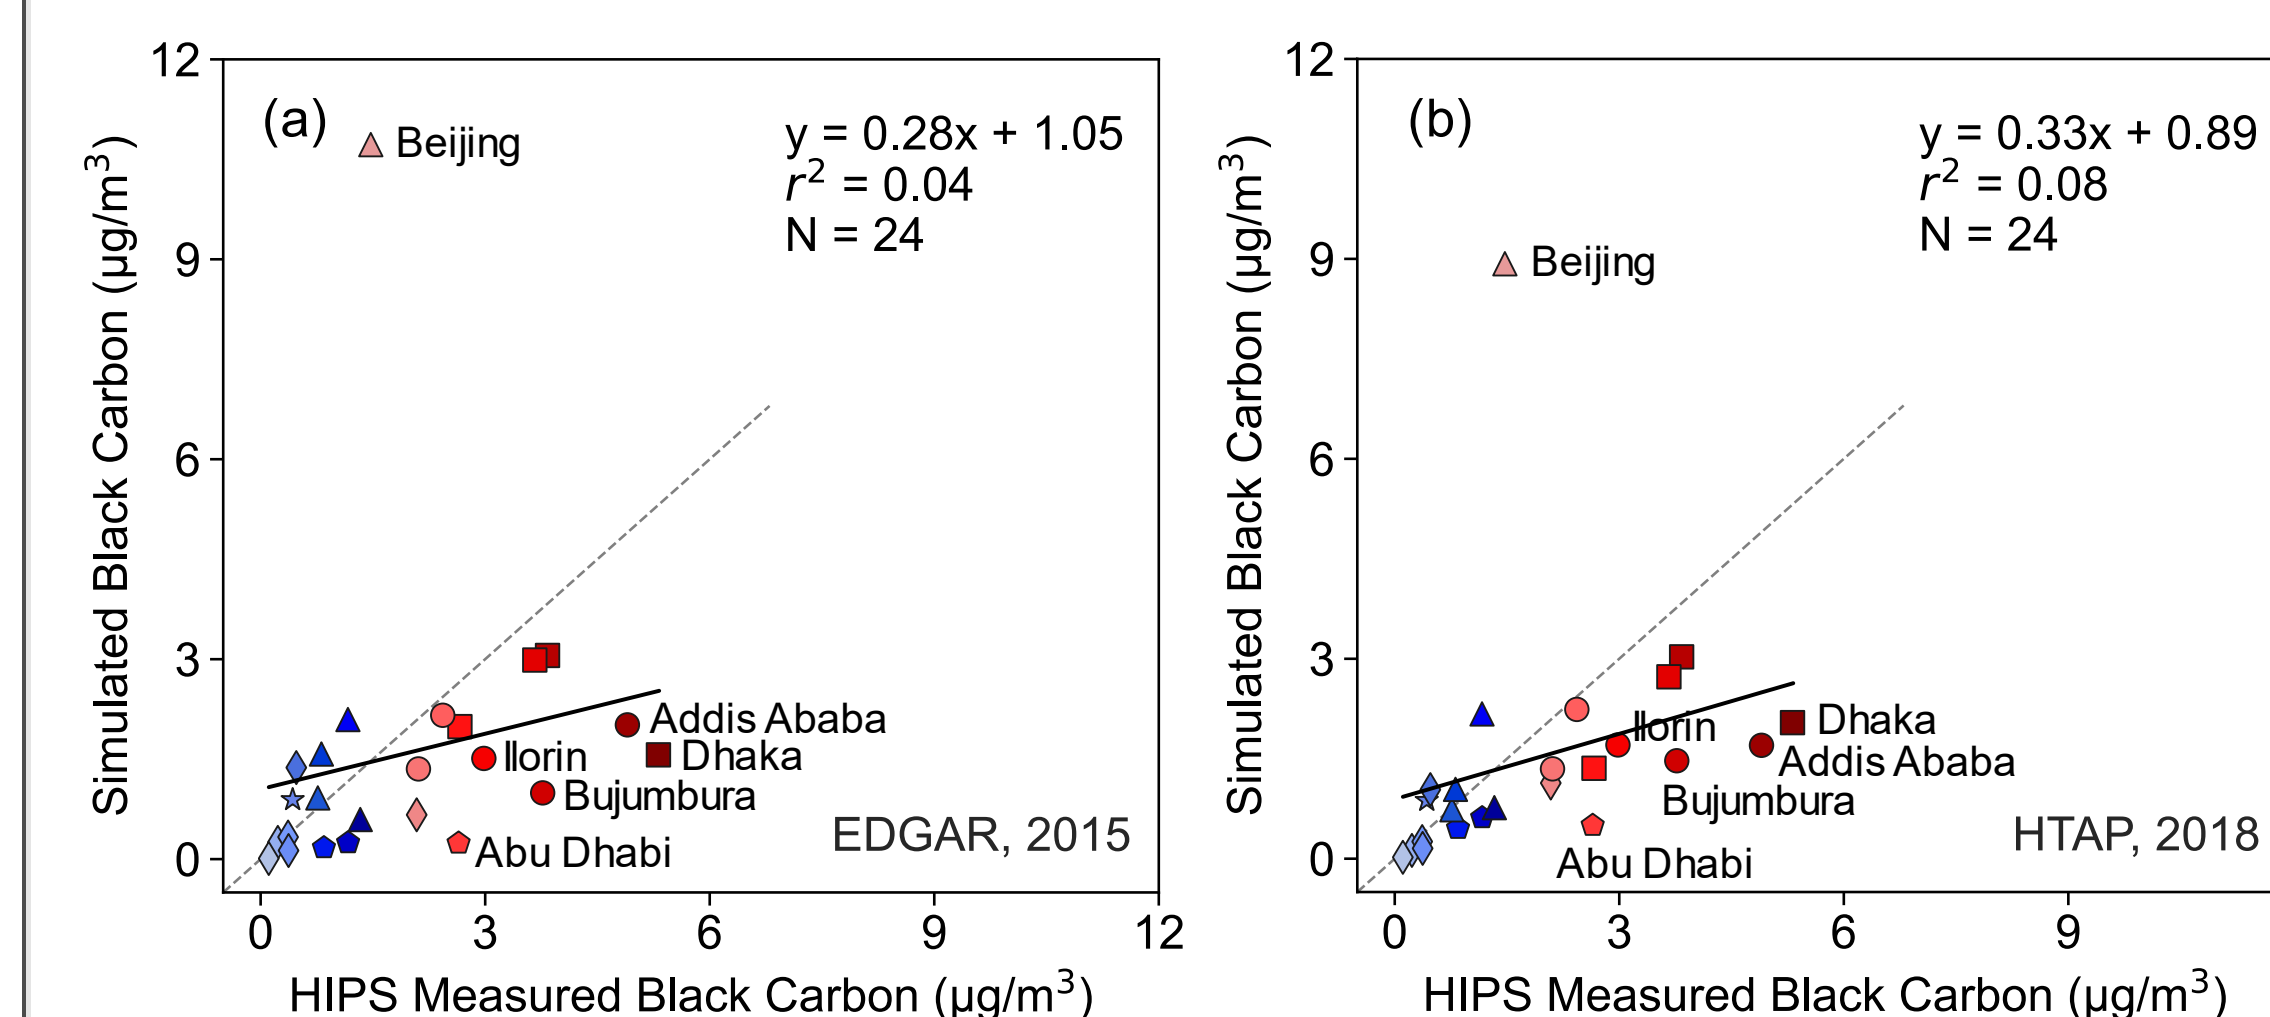 12
9
6
3
0
Simulated Black Carbon (µg/m³)
(a)
Beijing
y = 0.28x + 1.05
r² = 0.04
N = 24
Addis Ababa
Ilorin
Dhaka
Bujumbura
Abu Dhabi
EDGAR, 2015
0 3 6 9 12
HIPS Measured Black Carbon (µg/m³)
12
9
6
3
0
Simulated Black Carbon (µg/m³)
(b)
Beijing
y = 0.33x + 0.89
r² = 0.08
N = 24
Ilorin
Dhaka
Addis Ababa
Bujumbura
Abu Dhabi
HTAP, 2018
0 3 6 9
HIPS Measured Black Carbon (µg/m³)